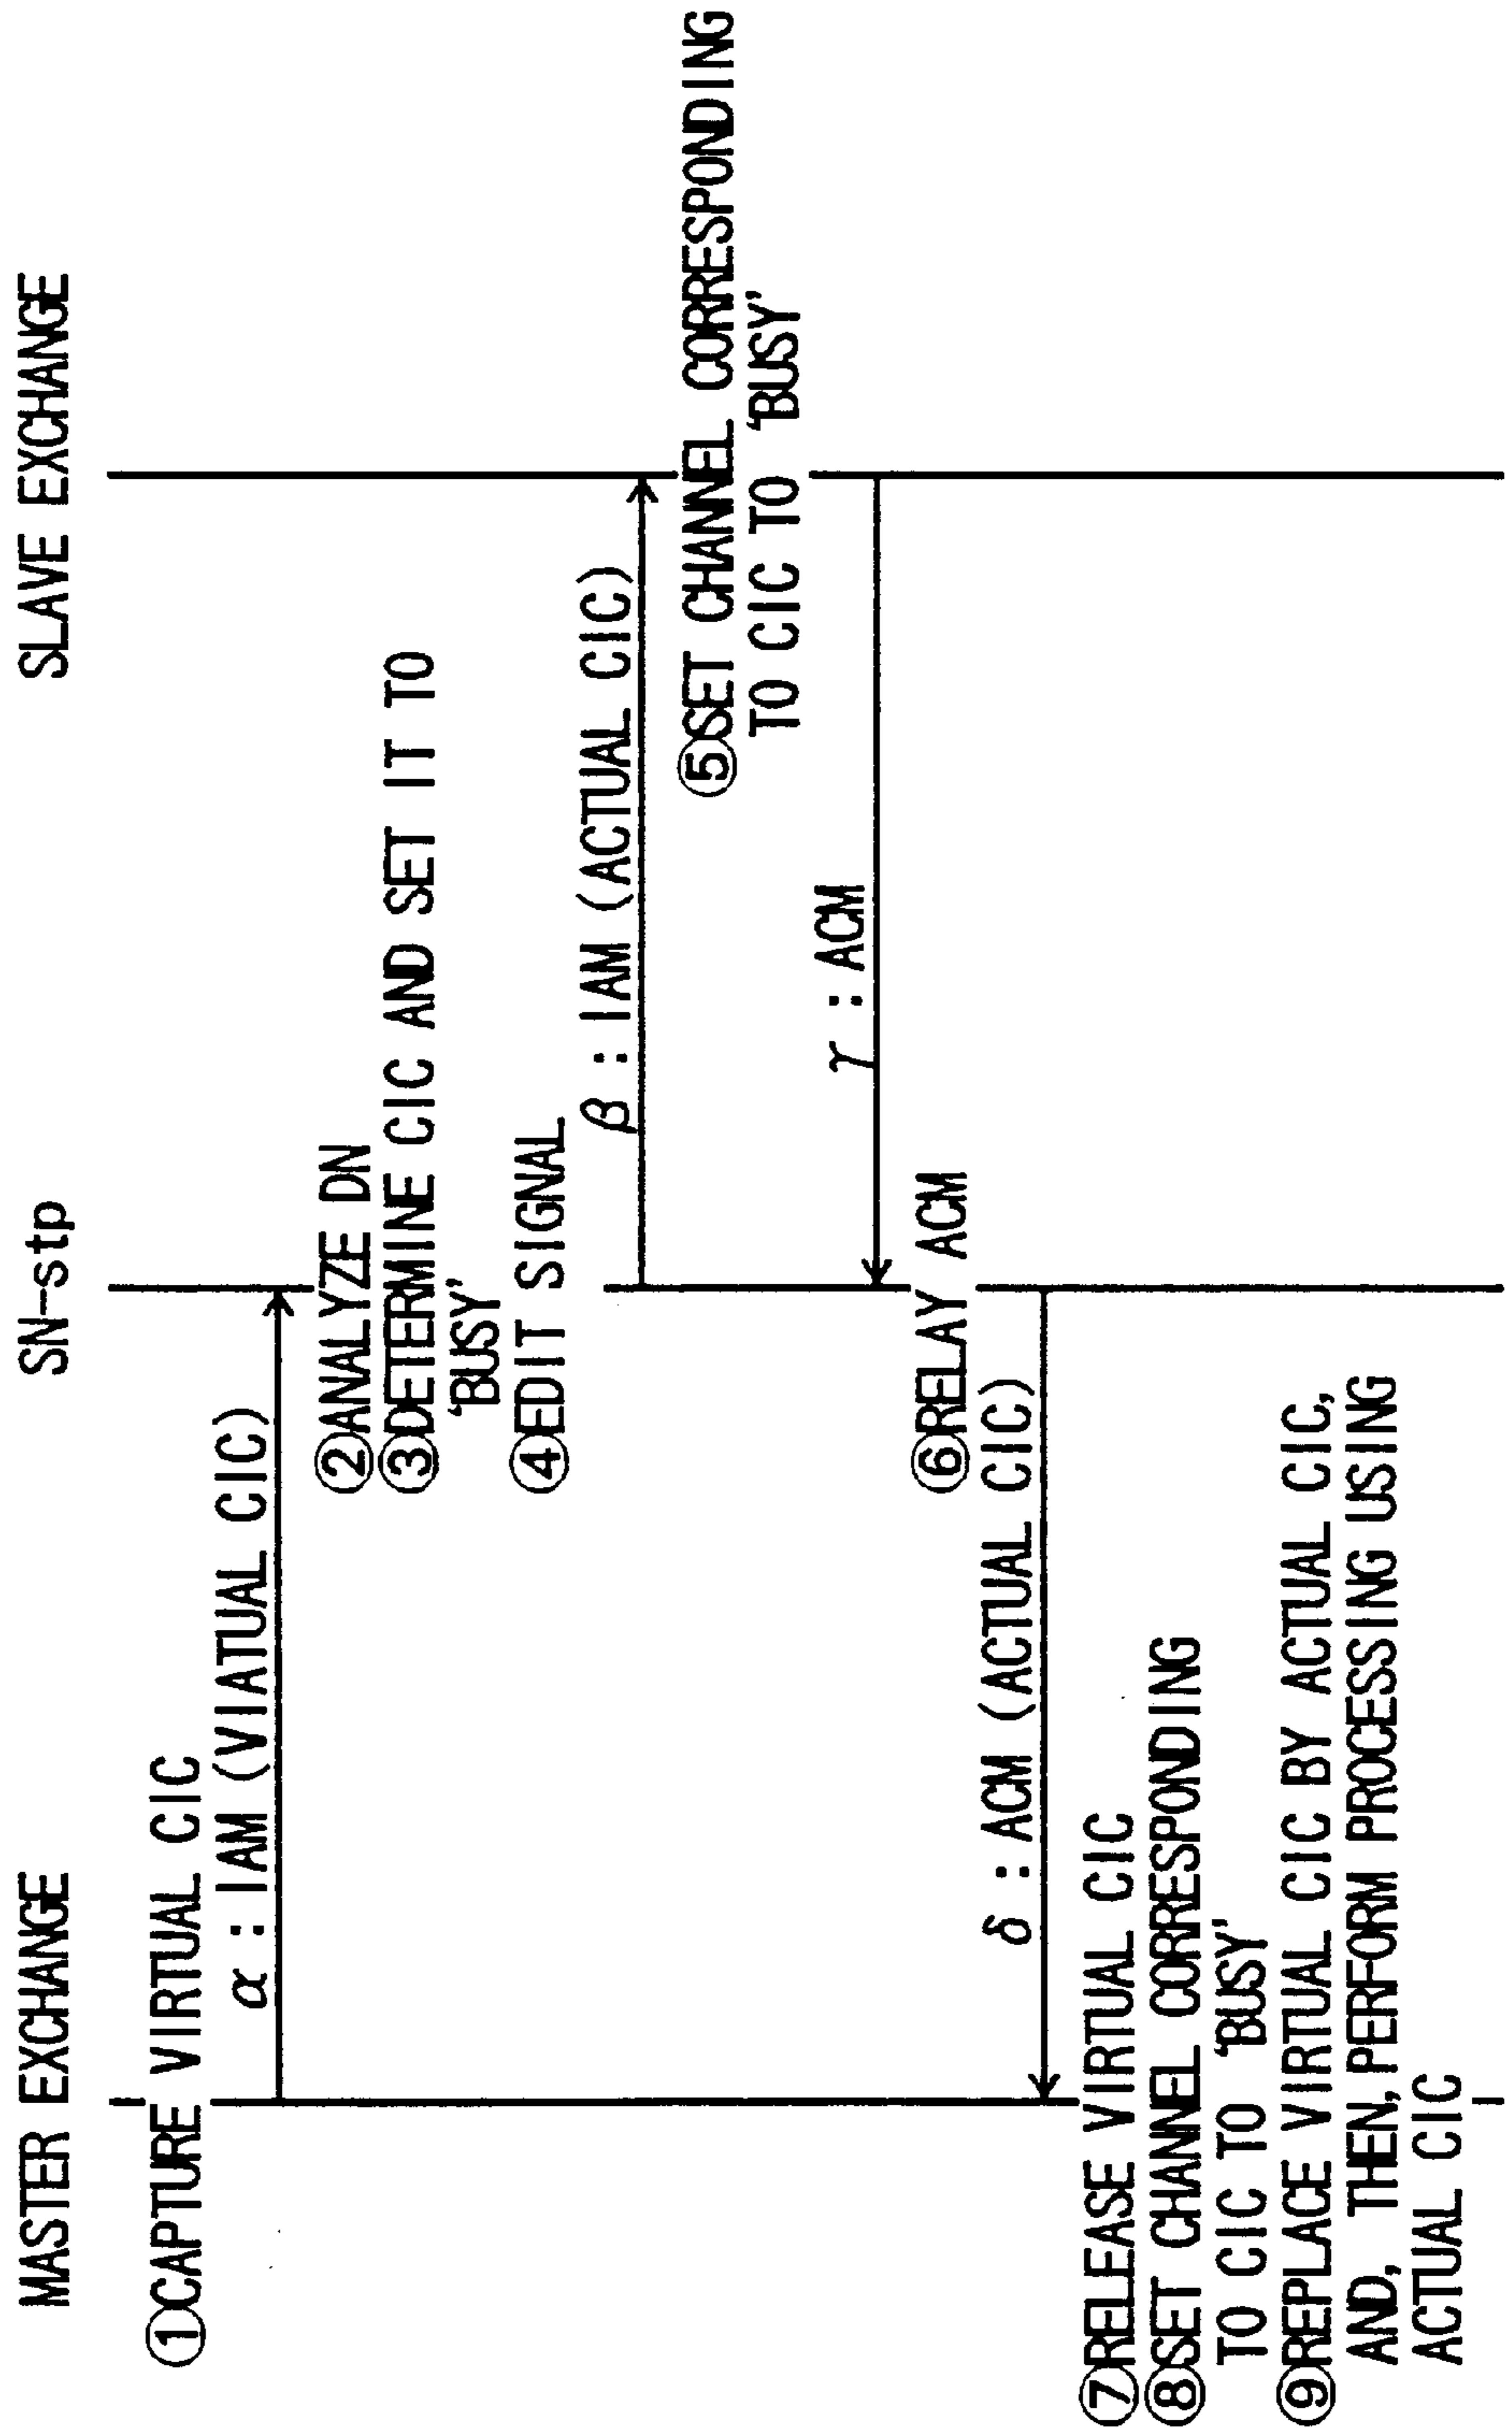 MASTER EXCHANGE
SN-stp
SLAVE EXCHANGE
①CAPTURE VIRTUAL CIC
α : IAM (VIATUAL CIC)
②ANALYZE DN
③DETERMINE CIC AND SET IT TO
'BUSY'
④EDIT SIGNAL
β : IAM (ACTUAL CIC)
⑤SET CHANNEL CORRESPONDING
TO CIC TO 'BUSY'
γ : ACM
⑥RELAY ACM
δ : ACM (ACTUAL CIC)
⑦RELEASE VIRTUAL CIC
⑧SET CHANNEL CORRESPONDING
TO CIC TO 'BUSY'
⑨REPLACE VIRTUAL CIC BY ACTUAL CIC,
AND, THEN, PERFORM PROCESSING USING
ACTUAL CIC